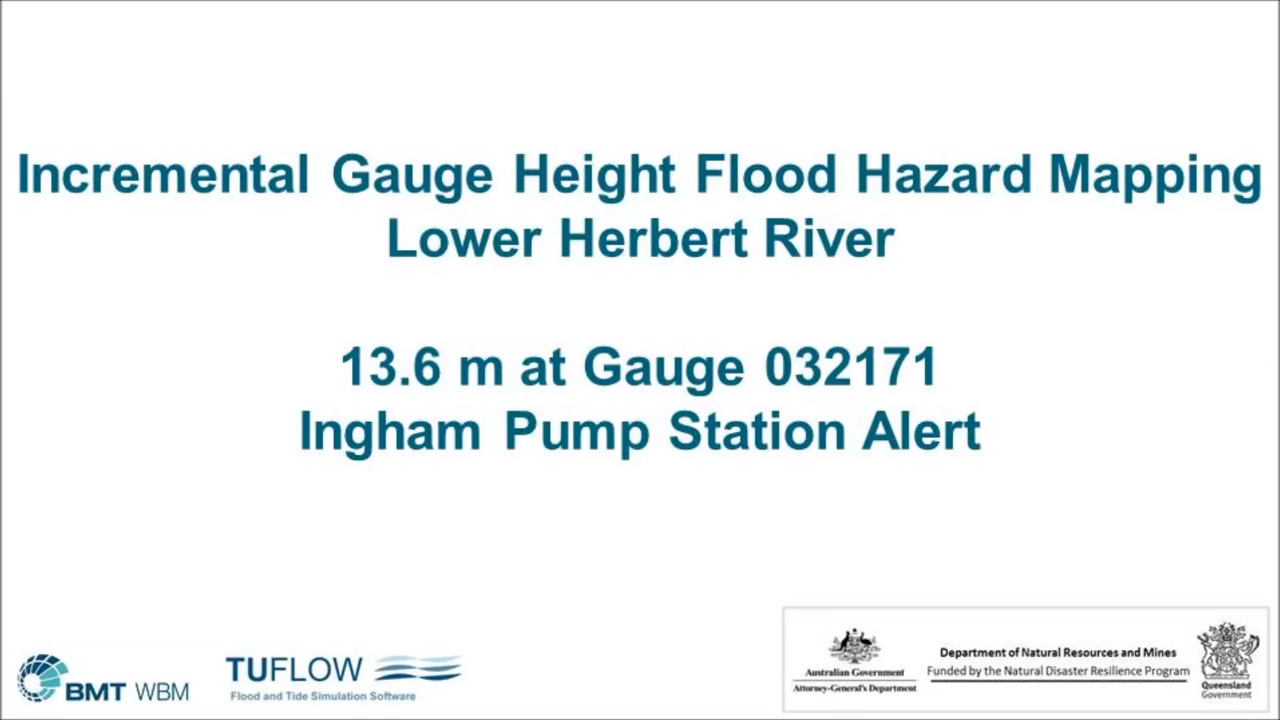 Incremental Gauge Height Flood Hazard Mapping
Lower Herbert River
13.6 m at Gauge 032171
Ingham Pump Station Alert
BMT WBM
TUFLOW
Flood and Tide Simulation Software
Australian Government
Attorney-General's Department
Department of Natural Resources and Mines
Funded by the Natural Disaster Resilience Program
Queensland
Government